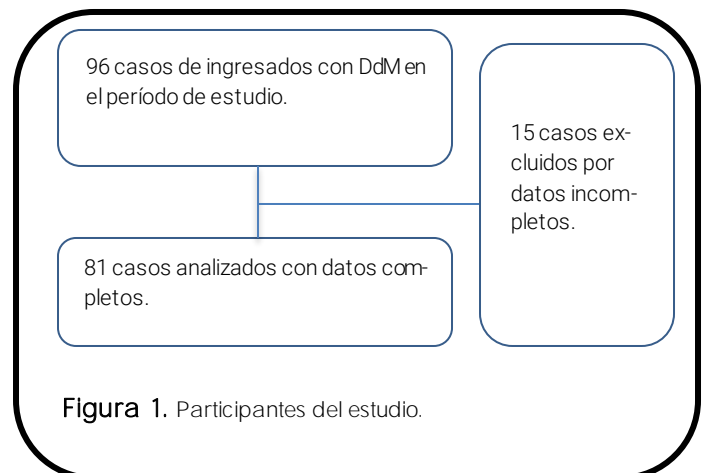 96 casos de ingresados con DdM en
el período de estudio.
15 casos ex-
cluidos por
datos incom-
pletos.
81 casos analizados con datos com-
pletos.
Figura 1. Participantes del estudio.